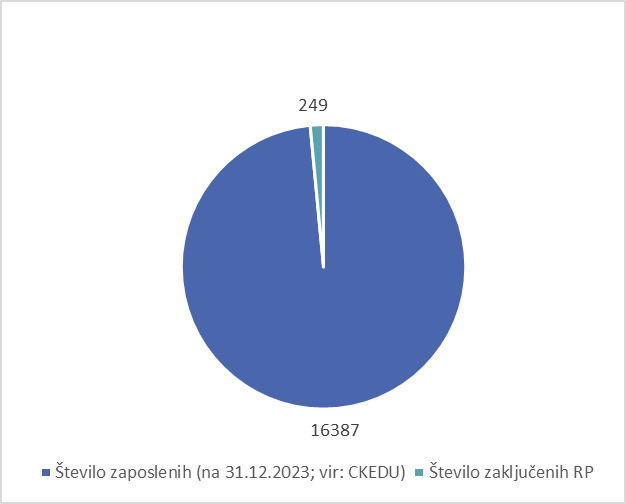 249
16387
Število zaposlenih (na 31.12.2023; vir: CKEDU) Število zaključenih RP